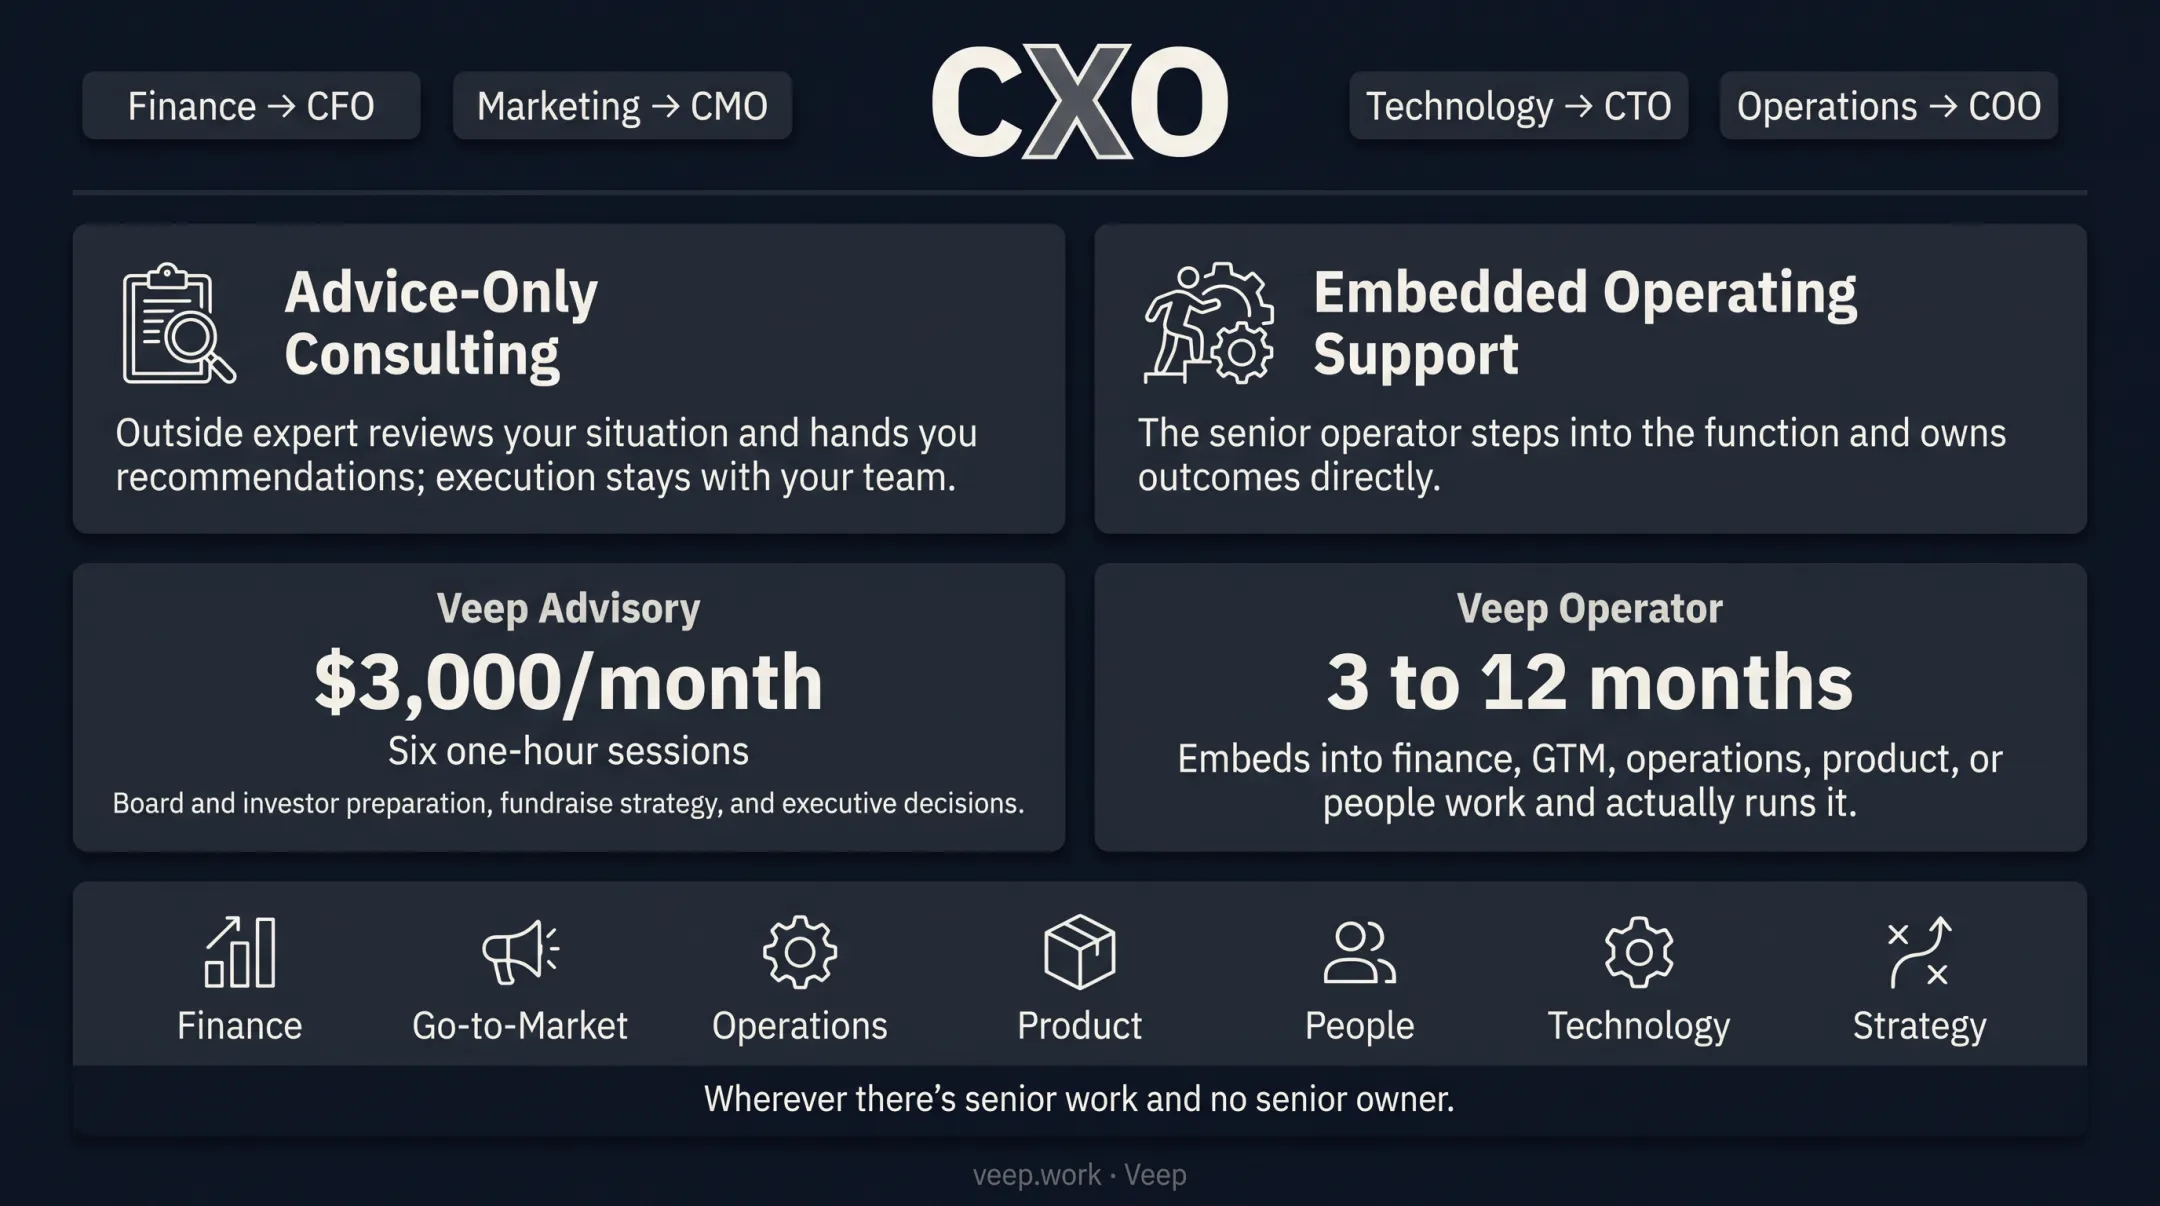 Finance → CFO
Marketing → CMO
CXO
Technology → CTO
Operations → COO
Advice-Only
Consulting
Outside expert reviews your situation and hands you
recommendations; execution stays with your team.
Embedded Operating
Support
The senior operator steps into the function and owns
outcomes directly.
Veep Advisory
$3,000/month
Six one-hour sessions
Board and investor preparation, fundraise strategy, and executive decisions.
Veep Operator
3 to 12 months
Embeds into finance, GTM, operations, product, or
people work and actually runs it.
Finance
Go-to-Market
Operations
Product
People
Technology
Strategy
Wherever there’s senior work and no senior owner.
veep.work · Veep